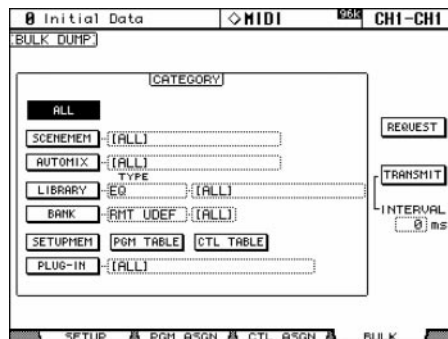 0 Initial Data ◇MIDI 96k CH1-CH1
BULK DUMP
CATEGORY
ALL
REQUEST
SCENEMEM [ALL]
AUTOMIX [ALL]
TYPE
TRANSMIT
LIBRARY EQ [ALL]
INTERVAL
BANK RMT UDEF [ALL]
0 ms
SETUPMEM PGM TABLE CTL TABLE
PLUG-IN [ALL]
SETUP PGM ASGN CTL ASGN BULK